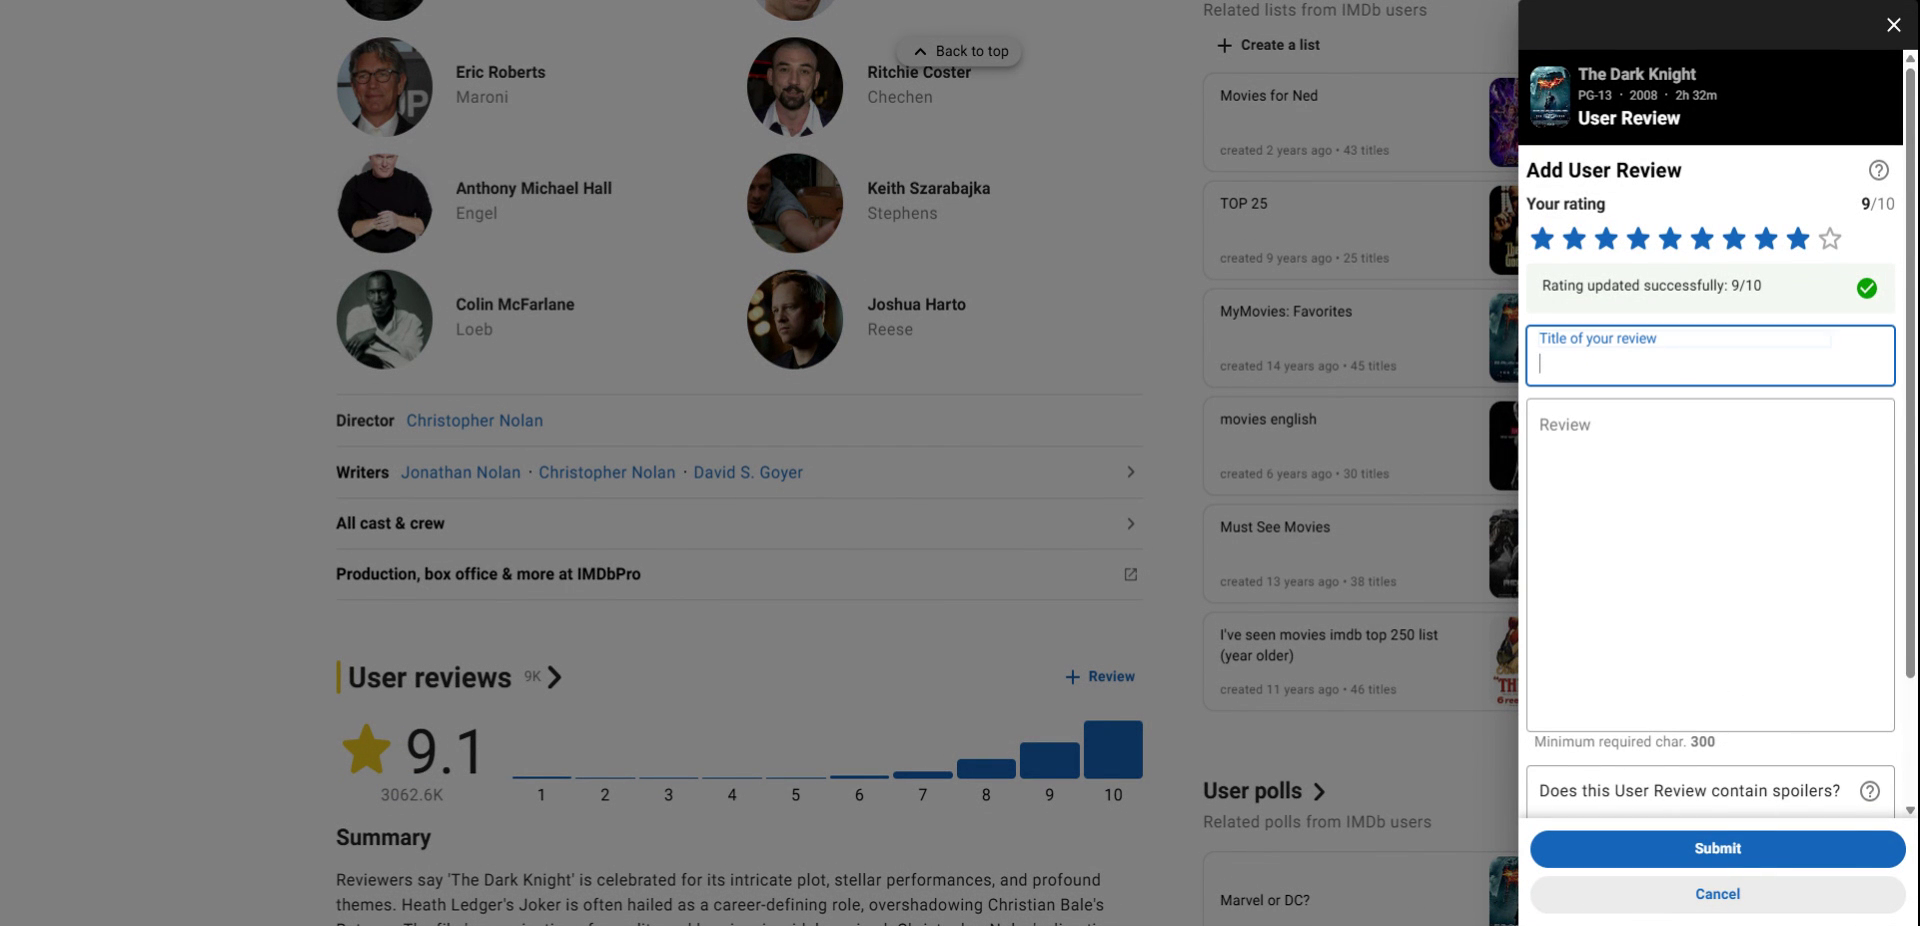 Eric Roberts
Maroni
Ritchie Coster
Chechen
Back to top
Anthony Michael Hall
Engel
Keith Szarabajka
Stephens
Colin McFarlane
Loeb
Joshua Harto
Reese
Director Christopher Nolan
Writers Jonathan Nolan · Christopher Nolan · David S. Goyer
All cast & crew
Production, box office & more at IMDbPro
User reviews 9K
+ Review
9.1
3062.6K
1 2 3 4 5 6 7 8 9 10
Summary
Reviewers say 'The Dark Knight' is celebrated for its intricate plot, stellar performances, and profound
themes. Heath Ledger's Joker is often hailed as a career-defining role, overshadowing Christian Bale's
Related lists from IMDb users
+ Create a list
Movies for Ned
created 2 years ago • 43 titles
TOP 25
created 9 years ago • 25 titles
MyMovies: Favorites
created 14 years ago • 45 titles
movies english
created 6 years ago • 30 titles
Must See Movies
created 13 years ago • 38 titles
I've seen movies imdb top 250 list
(year older)
created 11 years ago • 46 titles
User polls
Related polls from IMDb users
Marvel or DC?
The Dark Knight
PG-13 · 2008 · 2h 32m
User Review
Add User Review
Your rating 9/10
Rating updated successfully: 9/10
Title of your review
Review
Minimum required char. 300
Does this User Review contain spoilers?
Submit
Cancel